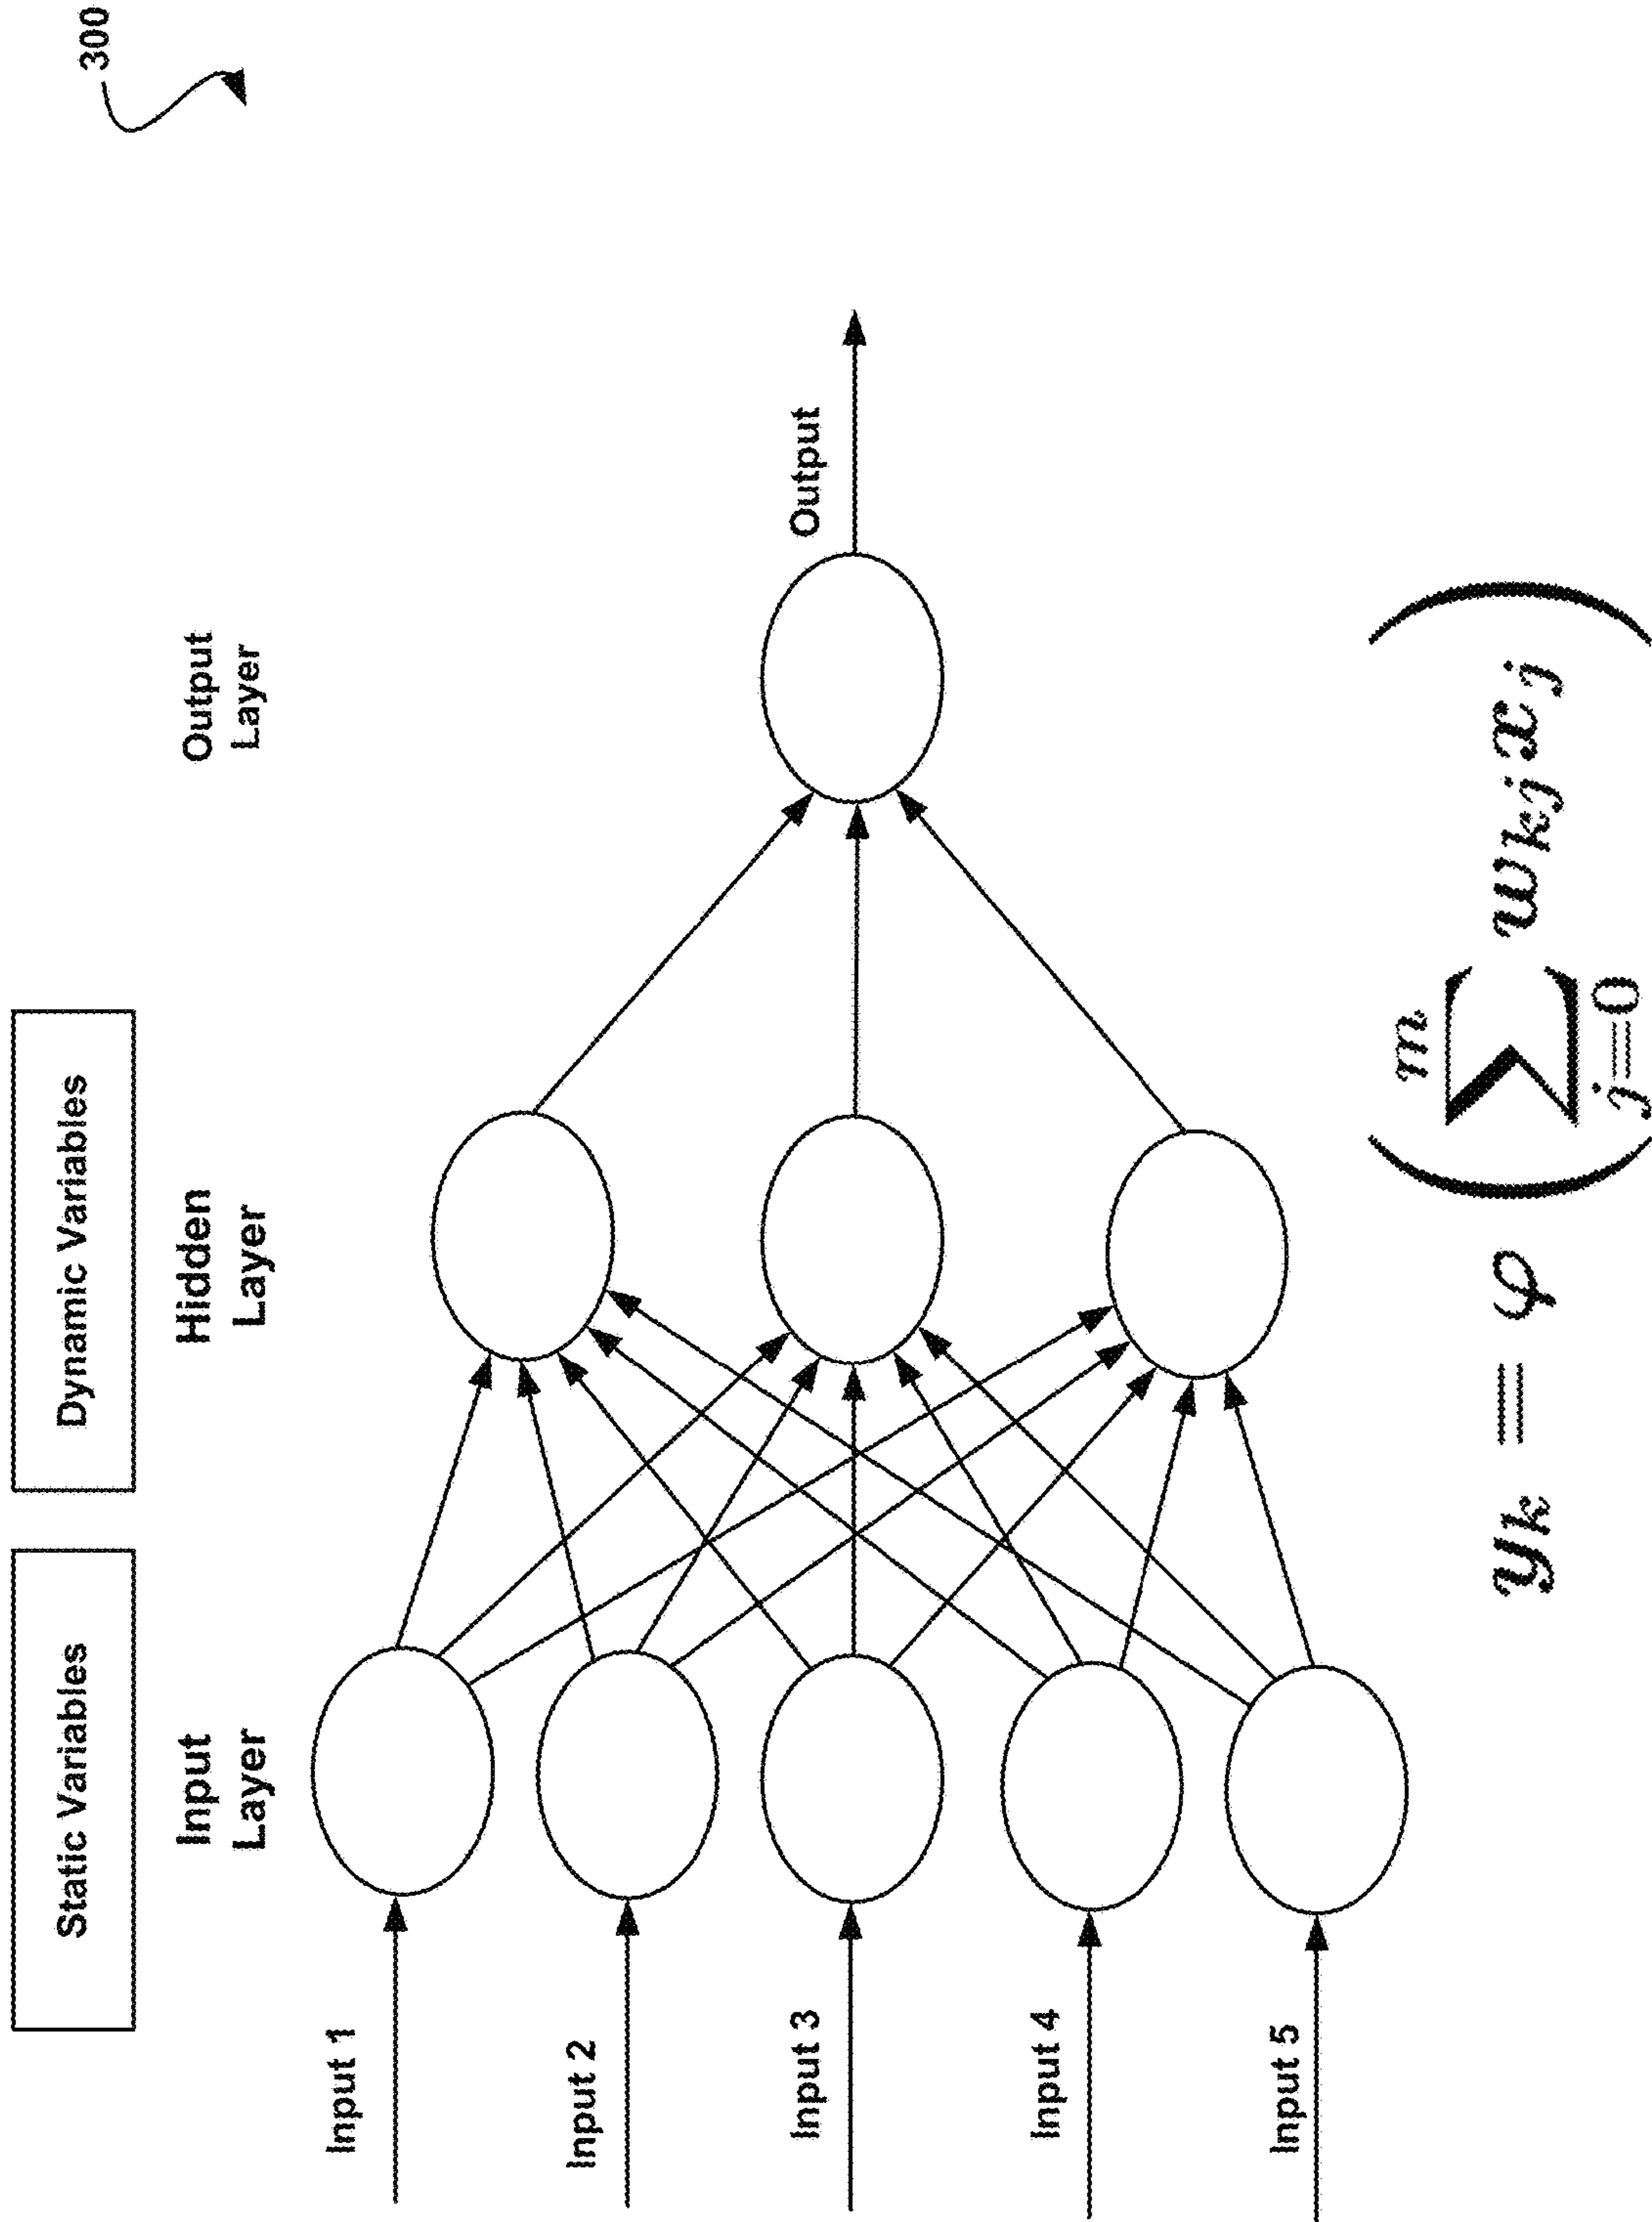 300
Static Variables
Dynamic Variables
Input
Layer
Hidden
Layer
Output
Layer
Input 1
Input 2
Input 3
Input 4
Input 5
Output
y_k = φ ( ∑_{j=0}^{m} w_{kj} x_j )